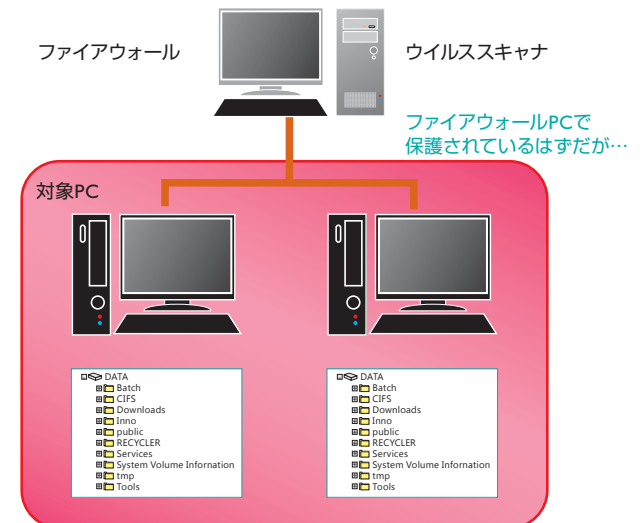 ファイアウォール
ウイルススキャナ
ファイアウォールPCで
保護されているはずだが…
対象PC
DATA
Batch
CIFS
Downloads
Inno
public
RECYCLER
Services
System Volume Infornation
tmp
Tools
DATA
Batch
CIFS
Downloads
Inno
public
RECYCLER
Services
System Volume Infornation
tmp
Tools